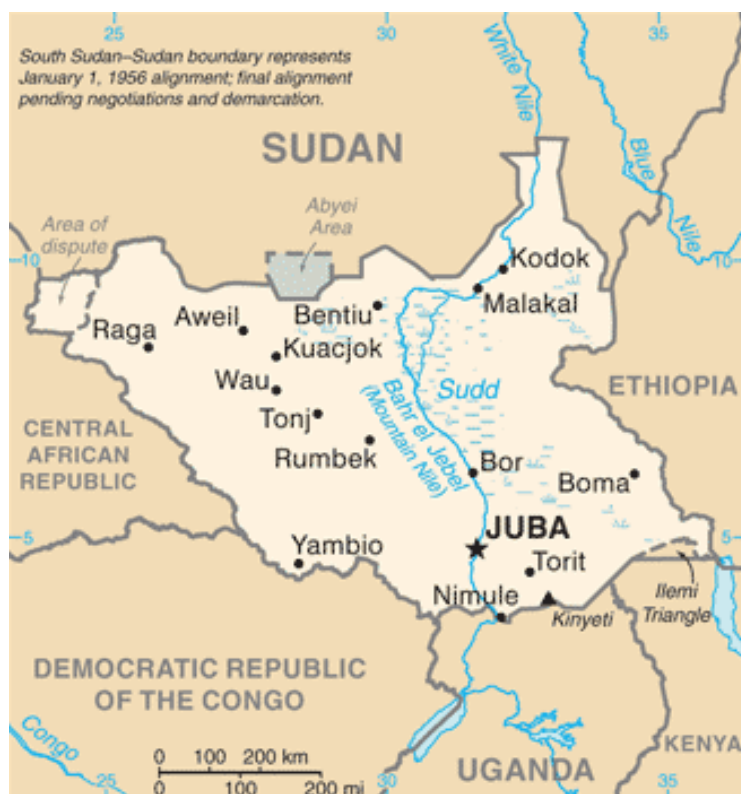 25
30
35
South Sudan–Sudan boundary represents
January 1, 1956 alignment; final alignment
pending negotiations and demarcation.
White Nile
SUDAN
Blue
Nile
Area of
dispute
Abyei
Area
10
10
Kodok
Malakal
Bentiu
Aweil
Raga
Kuacjok
Wau
Sudd
ETHIOPIA
Tonj
Bahr el Jebel
(Mountain Nile)
CENTRAL
AFRICAN
REPUBLIC
Rumbek
Bor
Boma
5
5
JUBA
Yambio
Torit
Nimule
Kinyeti
Ilemi
Triangle
DEMOCRATIC REPUBLIC
OF THE CONGO
Congo
KENYA
UGANDA
0 100 200 km
0 100 200 mi
25
30
35